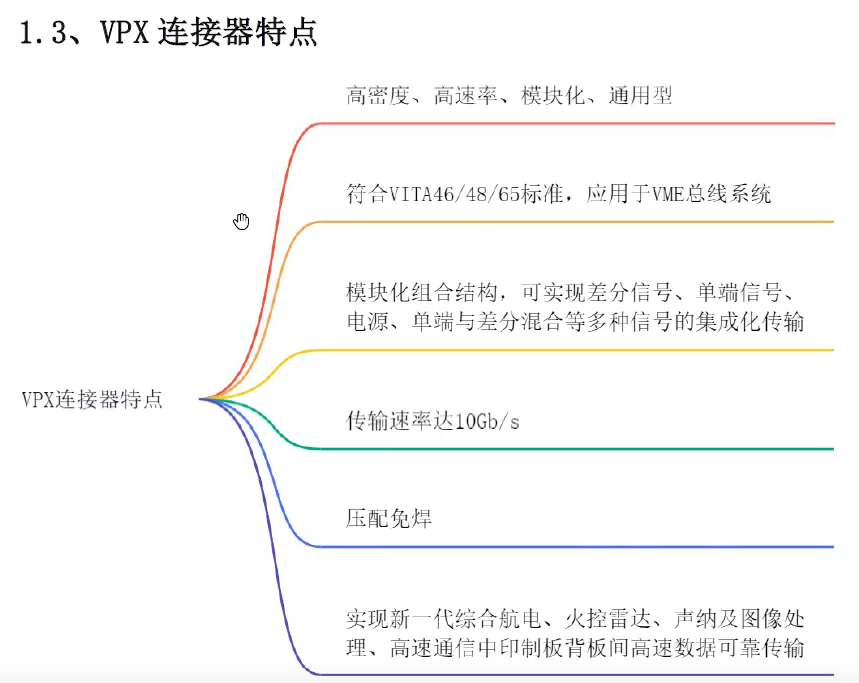 1.3、VPX 连接器特点
高密度、高速率、模块化、通用型
符合VITA46/48/65标准，应用于VME总线系统
模块化组合结构，可实现差分信号、单端信号、
电源、单端与差分混合等多种信号的集成化传输
VPX连接器特点
传输速率达10Gb/s
压配免焊
实现新一代综合航电、火控雷达、声纳及图像处
理、高速通信中印制板背板间高速数据可靠传输